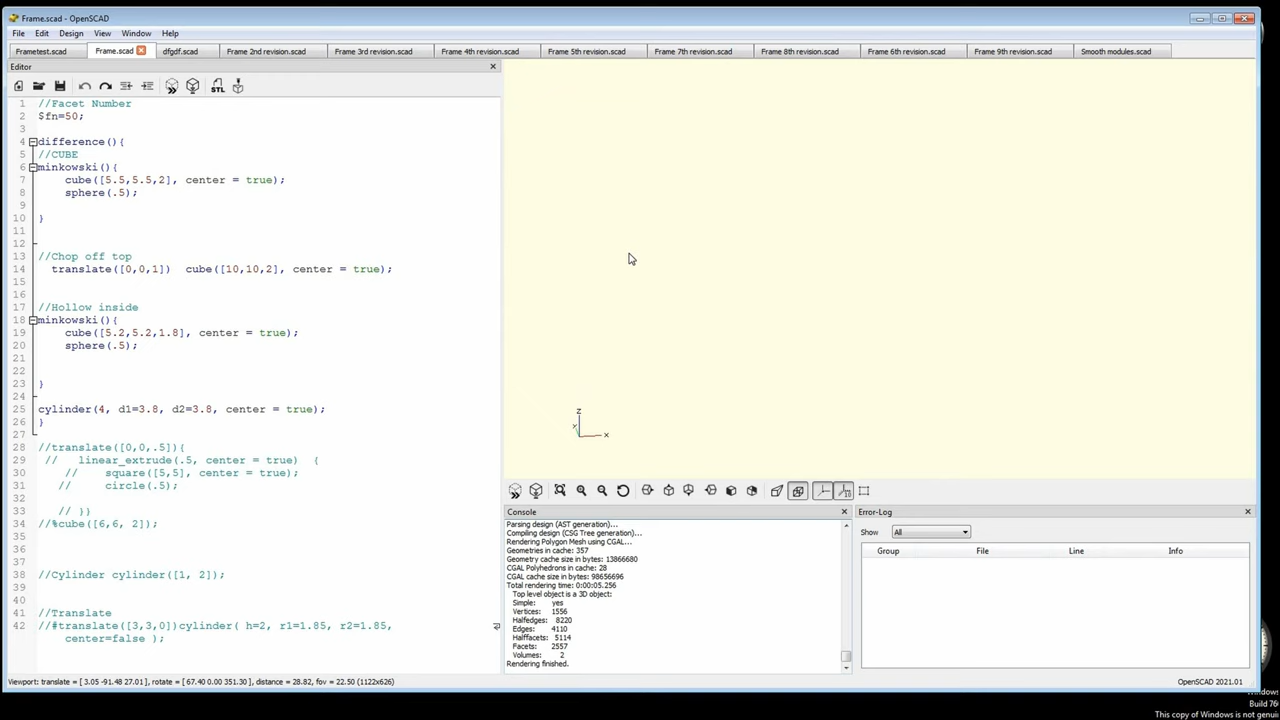 Frame.scad - OpenSCAD
File Edit Design View Window Help
Frametest.scad Frame.scad dfgdf.scad Frame 2nd revision.scad Frame 3rd revision.scad Frame 4th revision.scad Frame 5th revision.scad Frame 7th revision.scad Frame 8th revision.scad Frame 6th revision.scad Frame 9th revision.scad Smooth modules.scad
Editor
STL
1 //Facet Number
2 $fn=50;
3
4 difference(){
5 //CUBE
6 minkowski(){
7 cube([5.5,5.5,2], center = true);
8 sphere(.5);
9
10 }
11
12
13 //Chop off top
14 translate([0,0,1]) cube([10,10,2], center = true);
15
16
17 //Hollow inside
18 minkowski(){
19 cube([5.2,5.2,1.8], center = true);
20 sphere(.5);
21
22
23 }
24
25 cylinder(4, d1=3.8, d2=3.8, center = true);
26 }
27
28 //translate([0,0,.5]){
29 // linear_extrude(.5, center = true) {
30 // square([5,5], center = true);
31 // circle(.5);
32
33 // })
34 //%cube([6,6, 2]);
35
36
37
38 //Cylinder cylinder([1, 2]);
39
40
41 //Translate
42 //#translate([3,3,0])cylinder( h=2, r1=1.85, r2=1.85,
center=false );
z
x
Y
Console
Parsing design (AST generation)...
Compiling design (CSG Tree generation)...
Rendering Polygon Mesh using CGAL...
Geometries in cache: 357
Geometry cache size in bytes: 13866680
CGAL Polyhedrons in cache: 28
CGAL cache size in bytes: 98656696
Total rendering time: 0:00:05.256
Top level object is a 3D object:
Simple: yes
Vertices: 1556
Halfedges: 8220
Edges: 4110
Halffacets: 5114
Facets: 2557
Volumes: 2
Rendering finished.
Error-Log
Show All
Group File Line Info
Viewport: translate = [ 3.05 -91.48 27.01 ], rotate = [ 67.40 0.00 351.30 ], distance = 28.82, fov = 22.50 (1122x626)
OpenSCAD 2021.01
Windows
Build 76
This copy of Windows is not genui